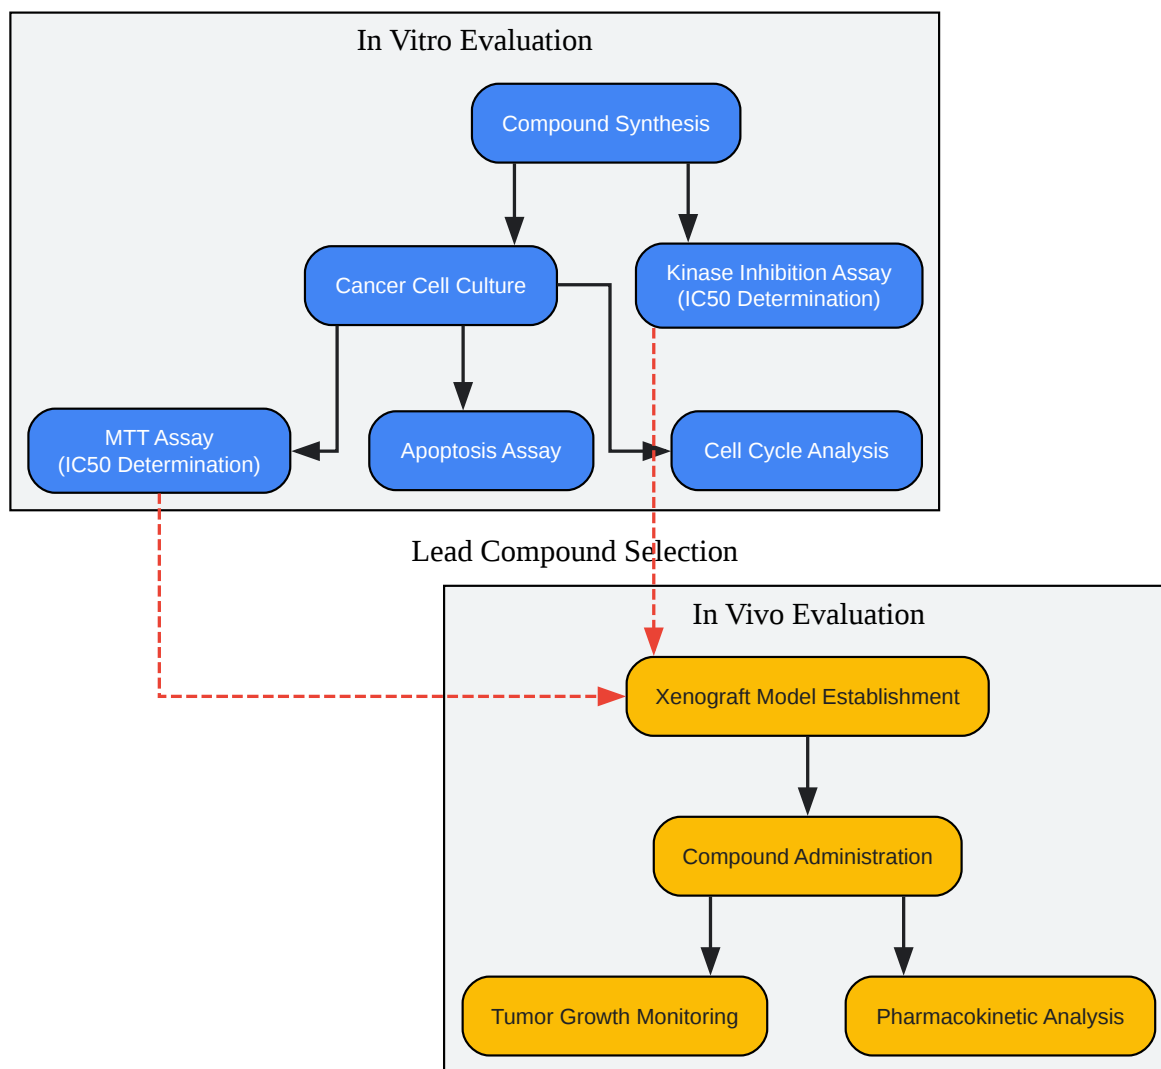 In Vitro Evaluation
Compound Synthesis
Cancer Cell Culture
Kinase Inhibition Assay
(IC50 Determination)
MTT Assay
(IC50 Determination)
Apoptosis Assay
Cell Cycle Analysis
Lead Compound Selection
In Vivo Evaluation
Xenograft Model Establishment
Compound Administration
Tumor Growth Monitoring
Pharmacokinetic Analysis